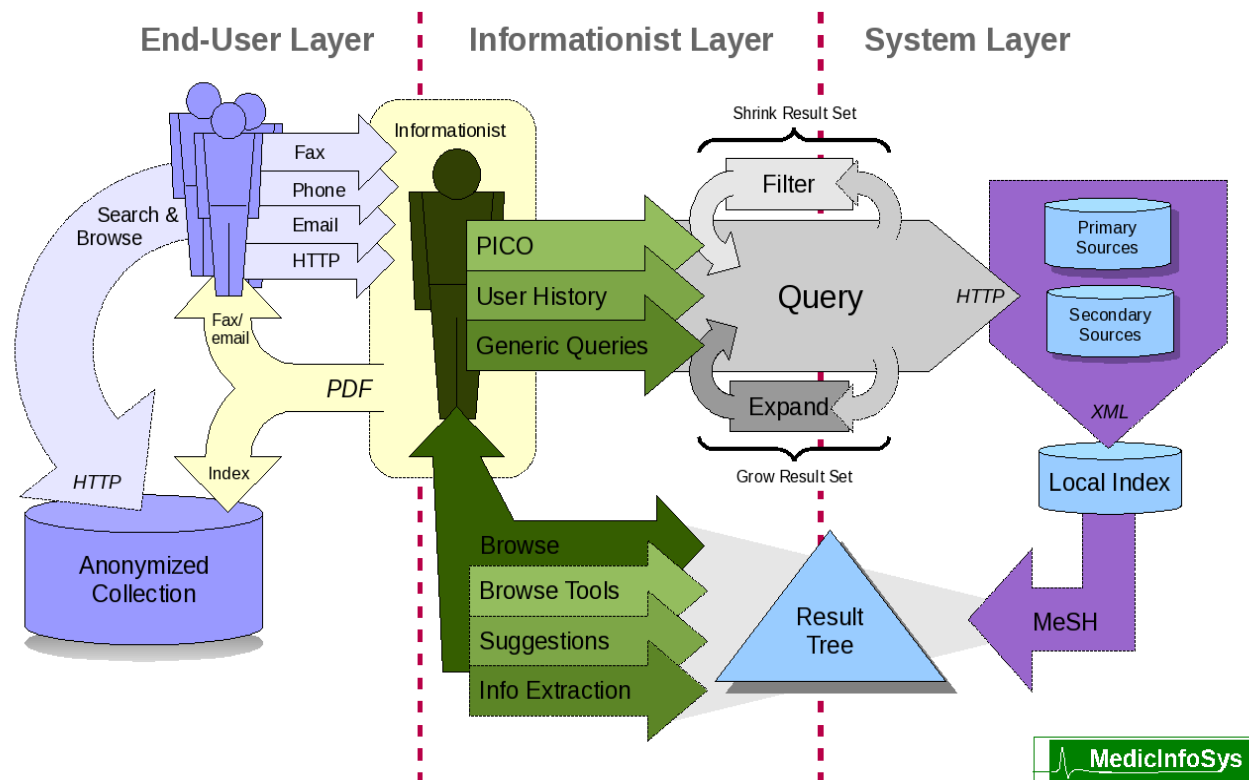 End-User Layer
Informationist Layer
System Layer
Shrink Result Set
Informationist
Fax
Filter
Phone
Search &
Browse
Email
Primary
Sources
PICO
HTTP
User History
Query
HTTP
Secondary
Sources
Fax/
email
Generic Queries
PDF
Expand
XML
Index
HTTP
Grow Result Set
Local Index
Browse
Anonymized
Collection
Browse Tools
Suggestions
Result
Tree
MeSH
Info Extraction
MedicInfoSys